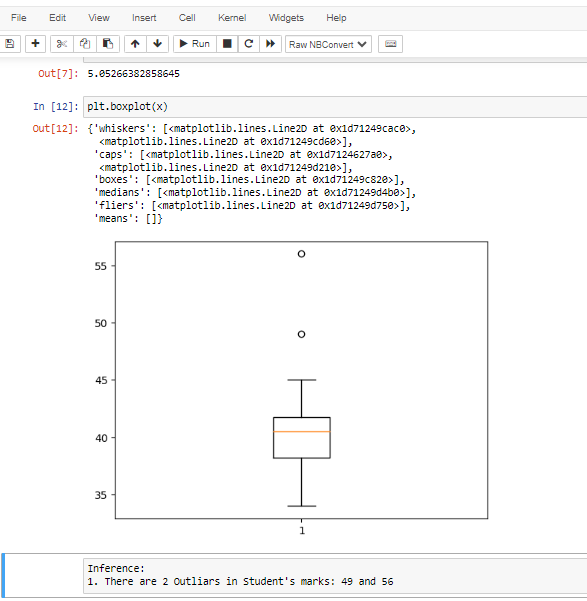 File Edit View Insert Cell Kernel Widgets Help
Run Raw NBConvert
Out[7]: 5.05266382858645
In [12]: plt.boxplot(x)
Out[12]: {'whiskers': [<matplotlib.lines.Line2D at 0x1d71249cac0>,
<matplotlib.lines.Line2D at 0x1d71249cd60>],
'caps': [<matplotlib.lines.Line2D at 0x1d7124627a0>,
<matplotlib.lines.Line2D at 0x1d71249d210>],
'boxes': [<matplotlib.lines.Line2D at 0x1d71249c820>],
'medians': [<matplotlib.lines.Line2D at 0x1d71249d4b0>],
'fliers': [<matplotlib.lines.Line2D at 0x1d71249d750>],
'means': []}
55
50
45
40
35
1
Inference:
1. There are 2 Outliars in Student's marks: 49 and 56